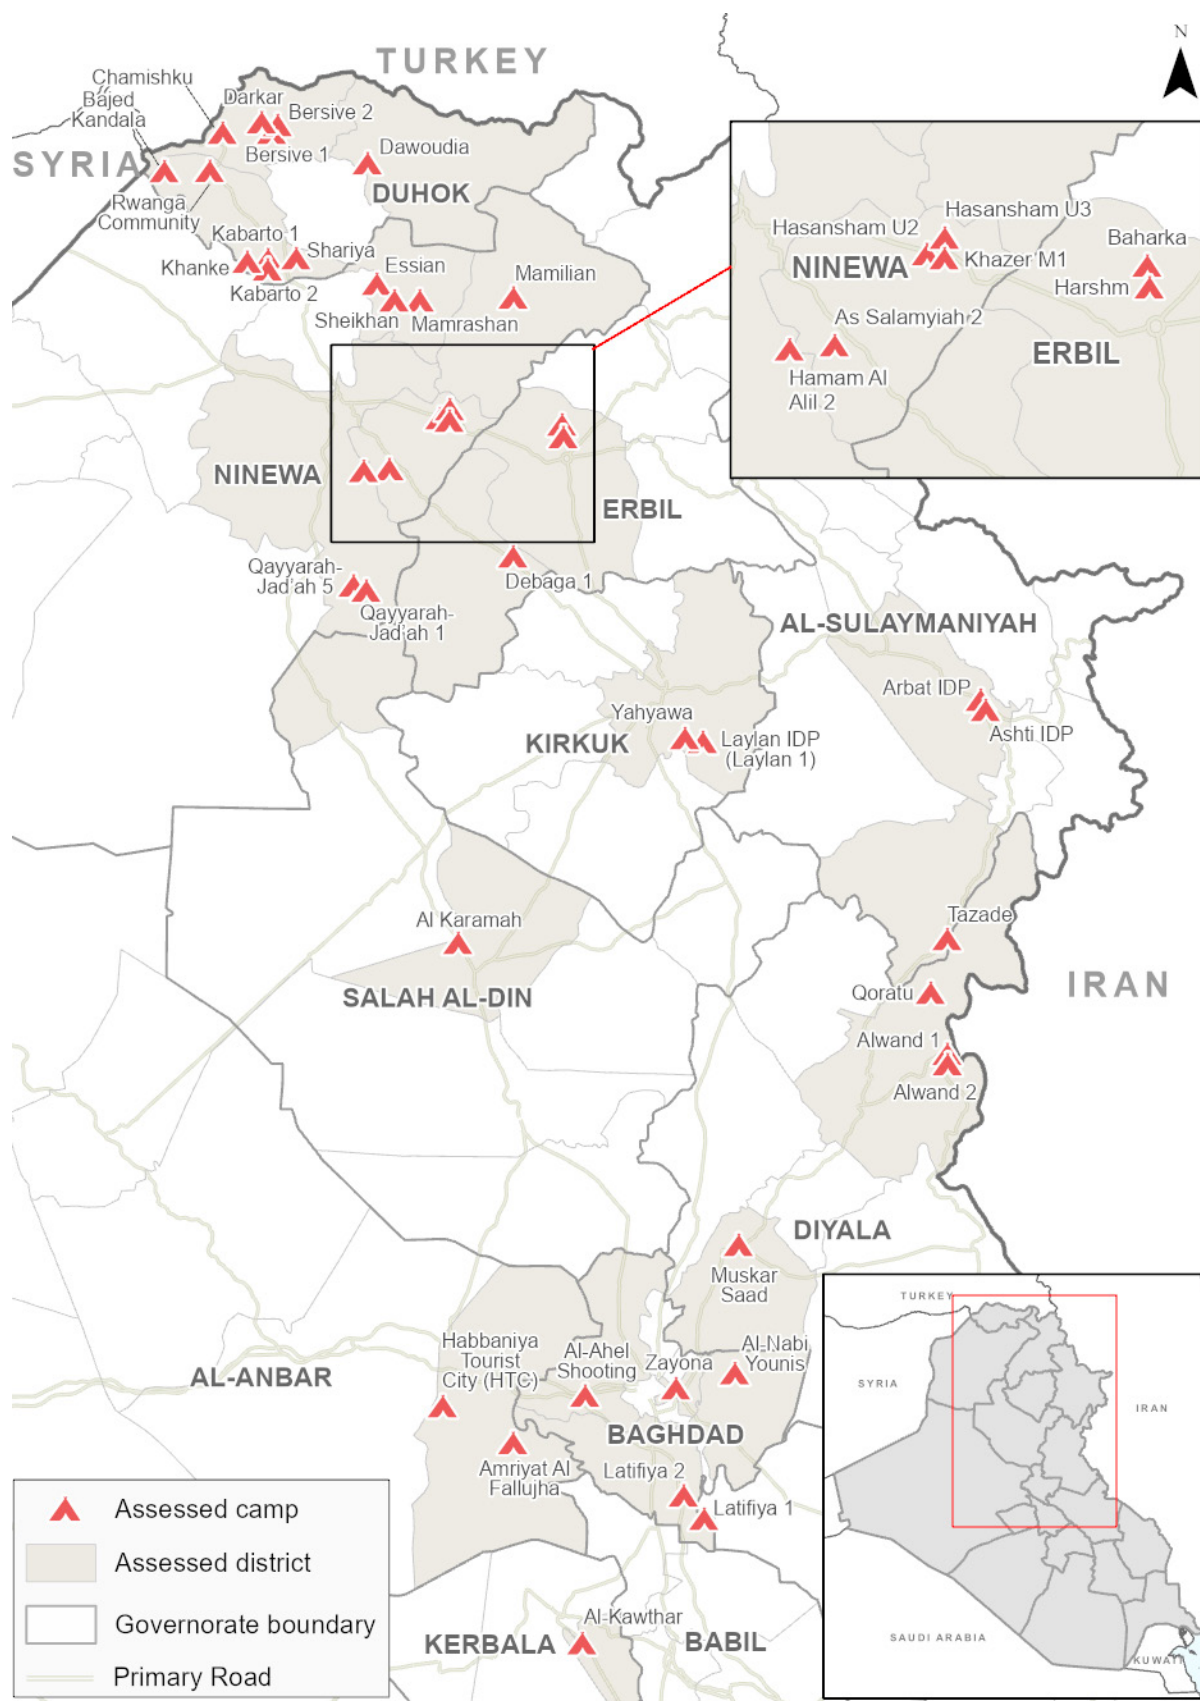 TURKEY
N
Chamishku
Bajed
Kandala
Darkar
Bersive 2
Bersive 1
Dawoudia
SYRIA
DUHOK
Rwanga
Community
Kabarto 1
Shariya
Khanke
Kabarto 2
Essian
Mamilian
Sheikhan
Mamrashan
Hasansham U3
Hasansham U2
Baharka
NINEWA
Khazer M1
Harshm
As Salamyiah 2
ERBIL
Hamam Al
Alil 2
NINEWA
ERBIL
Qayyarah-
Jad'ah 5
Debaga 1
Qayyarah-
Jad'ah 1
AL-SULAYMANIYAH
Arbat IDP
Ashti IDP
Yahyawa
KIRKUK
Laylan IDP
(Laylan 1)
Al Karamah
Tazade
SALAH AL-DIN
IRAN
Qoratu
Alwand 1
Alwand 2
DIYALA
Muskar
Saad
Habbaniya
Tourist
City (HTC)
Al-Ahel
Shooting
Zayona
Al-Nabi
Younis
AL-ANBAR
BAGHDAD
Amriyat Al
Fallujha
Latifiya 2
Latifiya 1
Al-Kawthar
KERBALA
BABIL
Assessed camp
Assessed district
Governorate boundary
Primary Road
TURKEY
SYRIA
IRAN
SAUDI ARABIA
KUWAIT